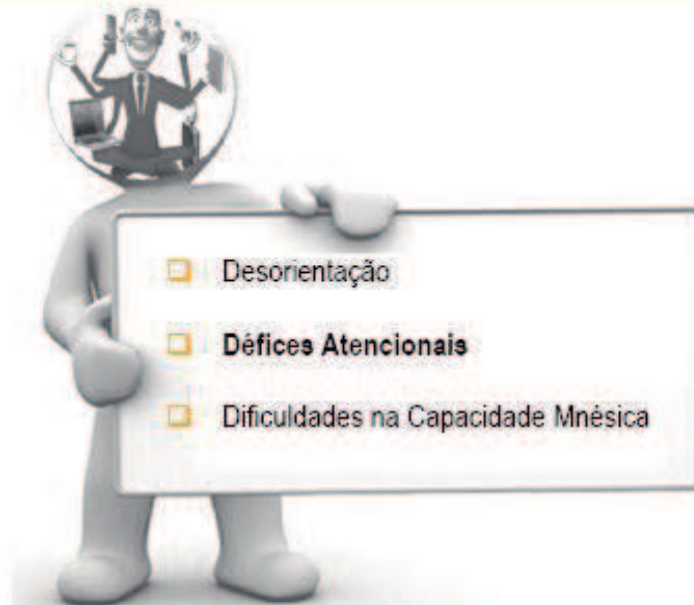 Desorientação
Défices Atencionais
Dificuldades na Capacidade Mnésica